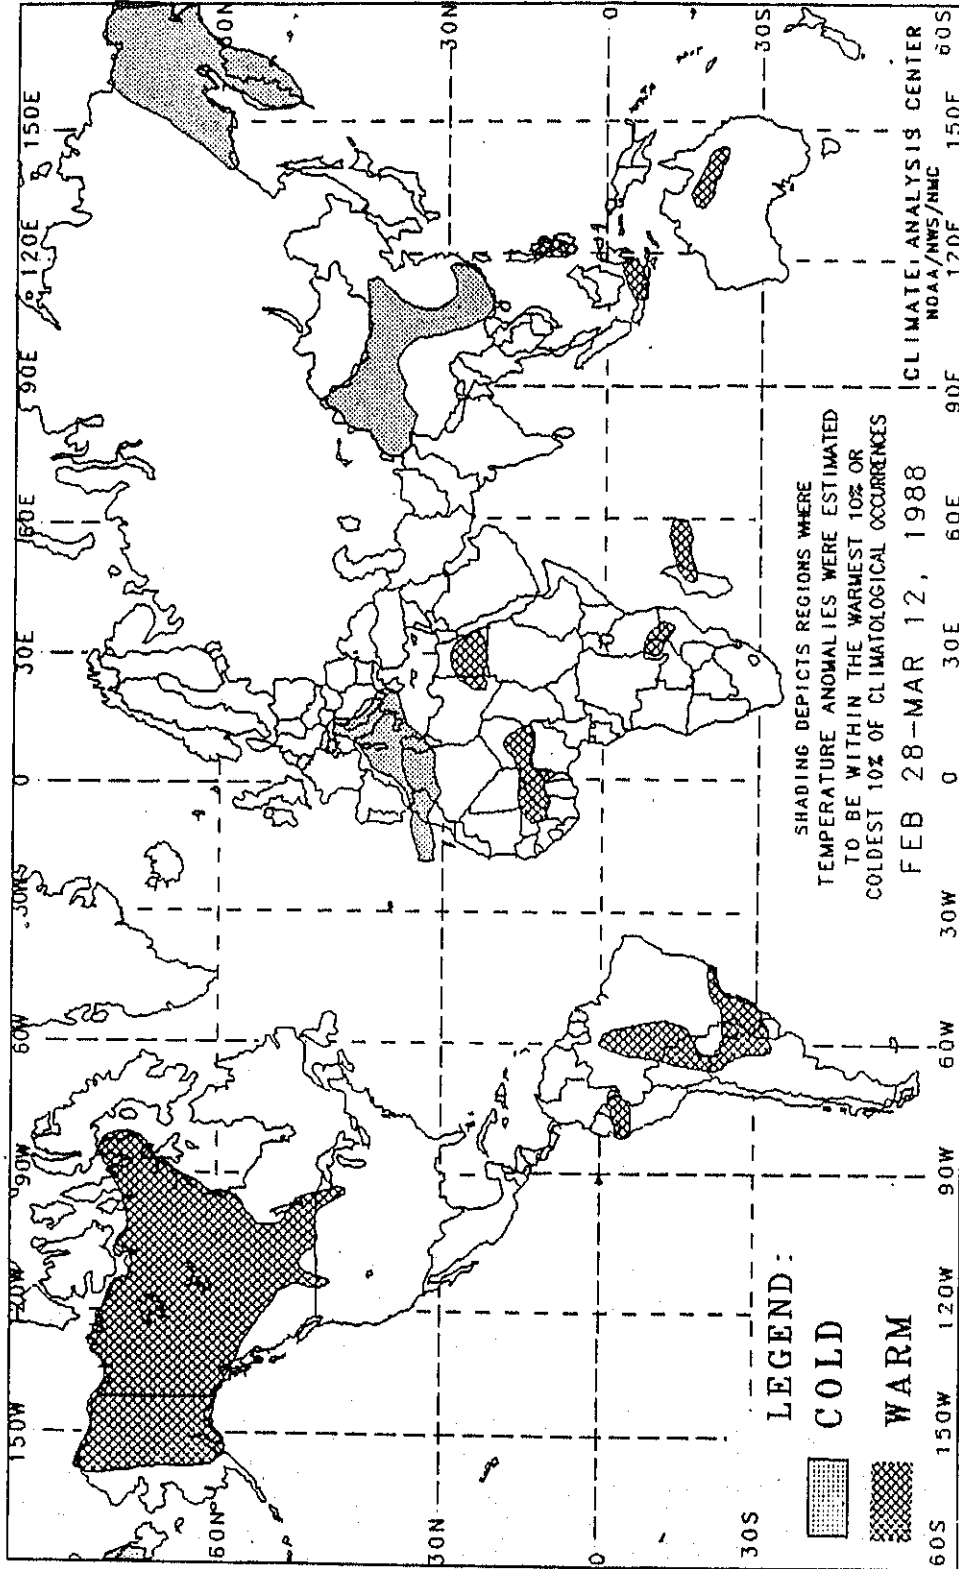 150W 120W 90W 60W 30W 0 30E 60E 90E 120E 150E
60N 60N
30N 30N
0 0
30S 30S
LEGEND:
COLD
WARM
SHADING DEPICTS REGIONS WHERE
TEMPERATURE ANOMALIES WERE ESTIMATED
TO BE WITHIN THE WARMEST 10% OR
COLDEST 10% OF CLIMATOLOGICAL OCCURRENCES
FEB 28-MAR 12, 1988
CLIMATE ANALYSIS CENTER
NOAA/NWS/NMC
60S 150W 120W 90W 60W 30W 0 30E 60E 90E 120E 150E 60S